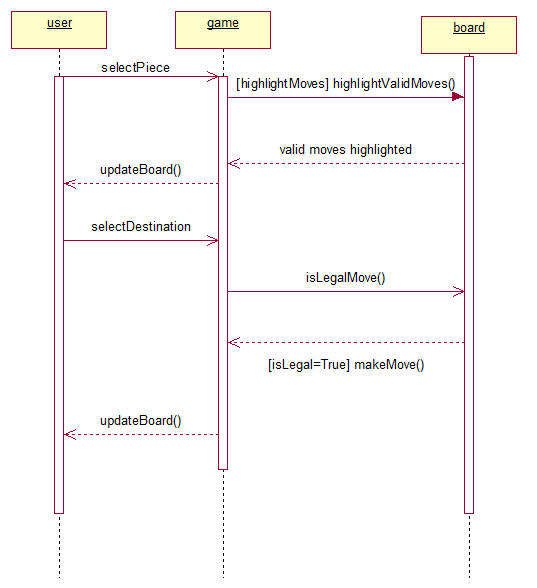 user
game
board
selectPiece
[highlightMoves] highlightValidMoves()
valid moves highlighted
updateBoard()
selectDestination
isLegalMove()
[isLegal=True] makeMove()
updateBoard()